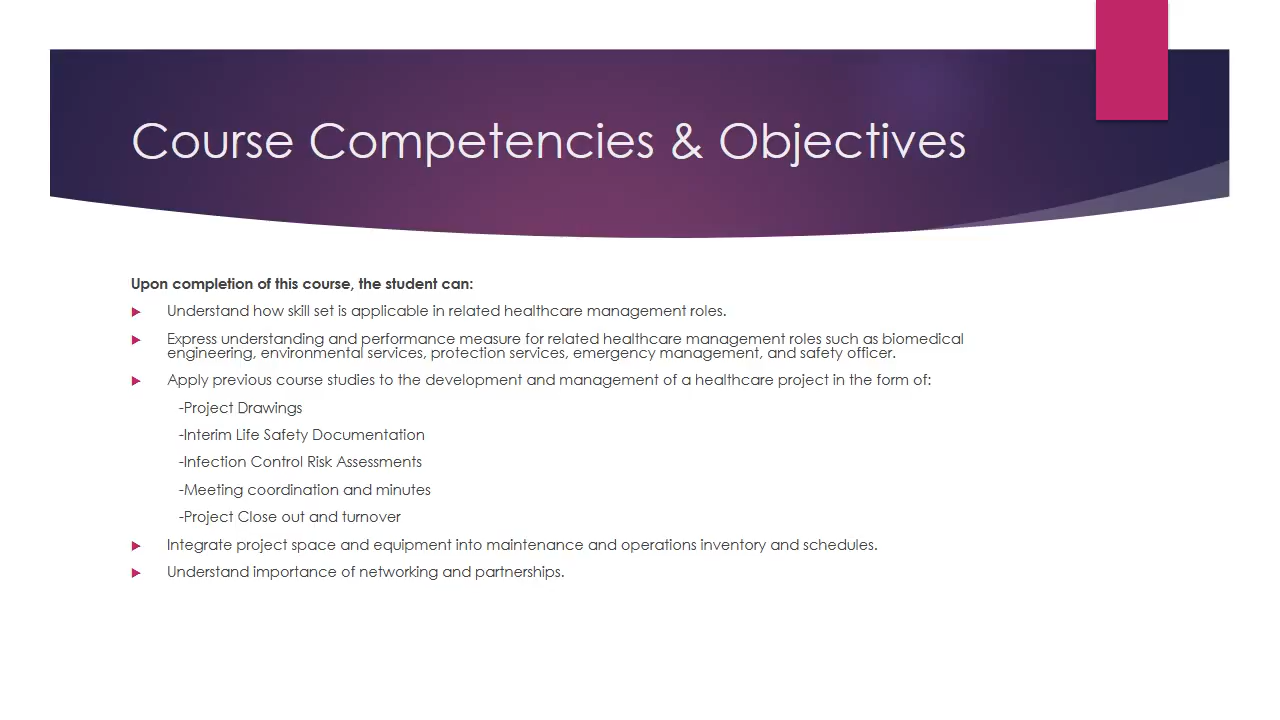 Course Competencies & Objectives
Upon completion of this course, the student can:
Understand how skill set is applicable in related healthcare management roles.
Express understanding and performance measure for related healthcare management roles such as biomedical
engineering, environmental services, protection services, emergency management, and safety officer.
Apply previous course studies to the development and management of a healthcare project in the form of:
-Project Drawings
-Interim Life Safety Documentation
-Infection Control Risk Assessments
-Meeting coordination and minutes
-Project Close out and turnover
Integrate project space and equipment into maintenance and operations inventory and schedules.
Understand importance of networking and partnerships.